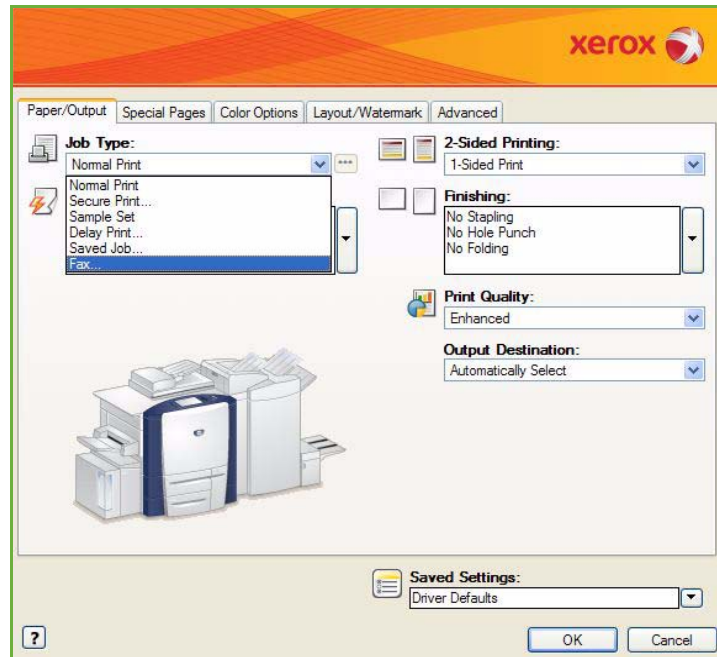 xerox
Paper/Output Special Pages Color Options Layout/Watermark Advanced
Job Type:
Normal Print
Normal Print
Secure Print...
Sample Set
Delay Print...
Saved Job...
Fax...
2-Sided Printing:
1-Sided Print
Finishing:
No Stapling
No Hole Punch
No Folding
Print Quality:
Enhanced
Output Destination:
Automatically Select
Saved Settings:
Driver Defaults
?
OK Cancel